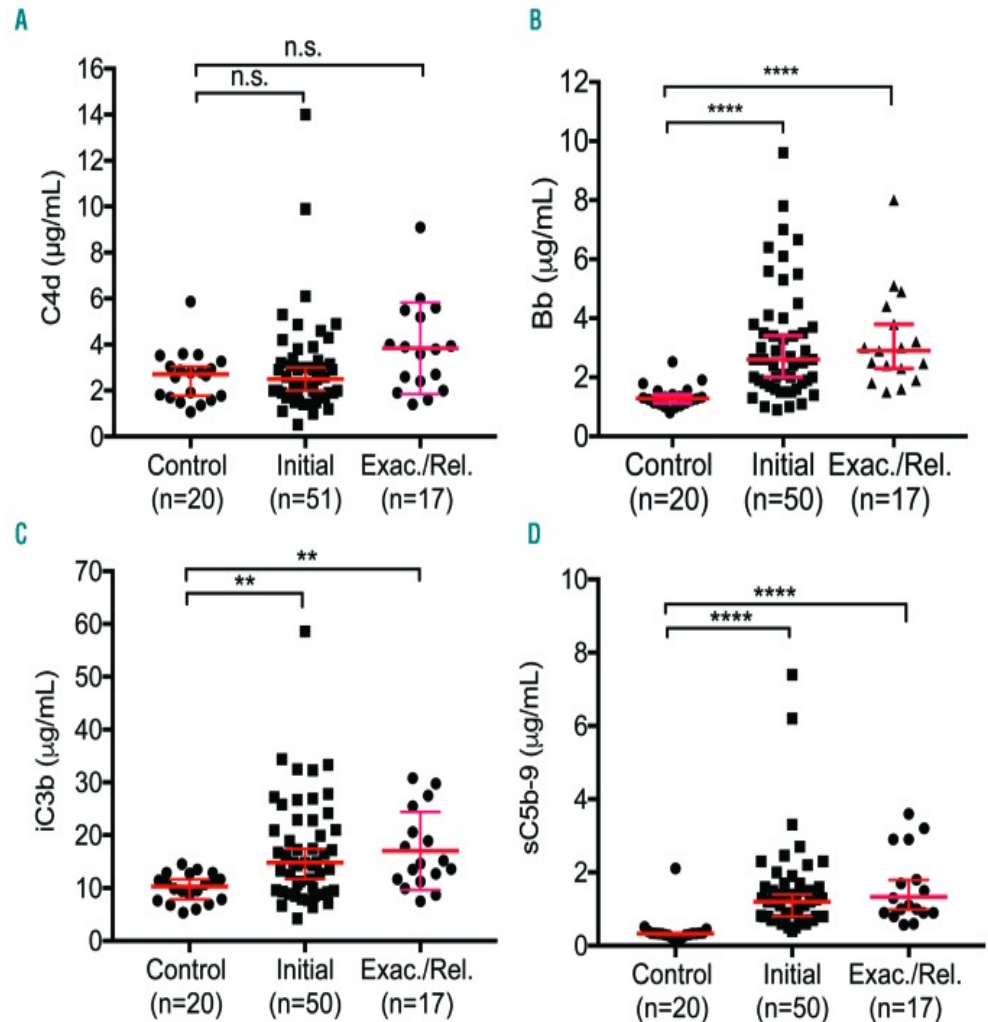 A
n.s.
n.s.
16
14
12
10
8
6
4
2
0
C4d (µg/mL)
Control Initial Exac./Rel.
(n=20) (n=51) (n=17)
B
****
****
12
10
8
6
4
2
0
Bb (µg/mL)
Control Initial Exac./Rel.
(n=20) (n=50) (n=17)
C
**
**
70
60
50
40
30
20
10
0
iC3b (µg/mL)
Control Initial Exac./Rel.
(n=20) (n=50) (n=17)
D
****
****
10
8
6
4
2
0
sC5b-9 (µg/mL)
Control Initial Exac./Rel.
(n=20) (n=50) (n=17)